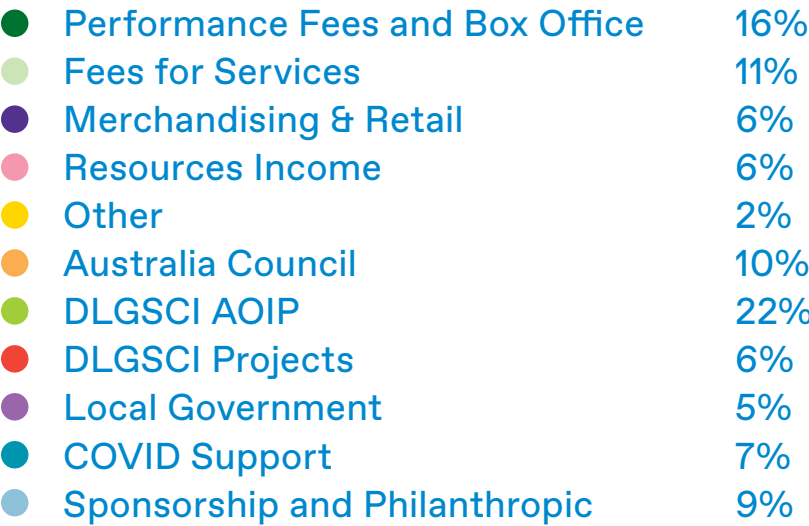 Performance Fees and Box Office 16%
Fees for Services 11%
Merchandising & Retail 6%
Resources Income 6%
Other 2%
Australia Council 10%
DLGSCI AOIP 22%
DLGSCI Projects 6%
Local Government 5%
COVID Support 7%
Sponsorship and Philanthropic 9%